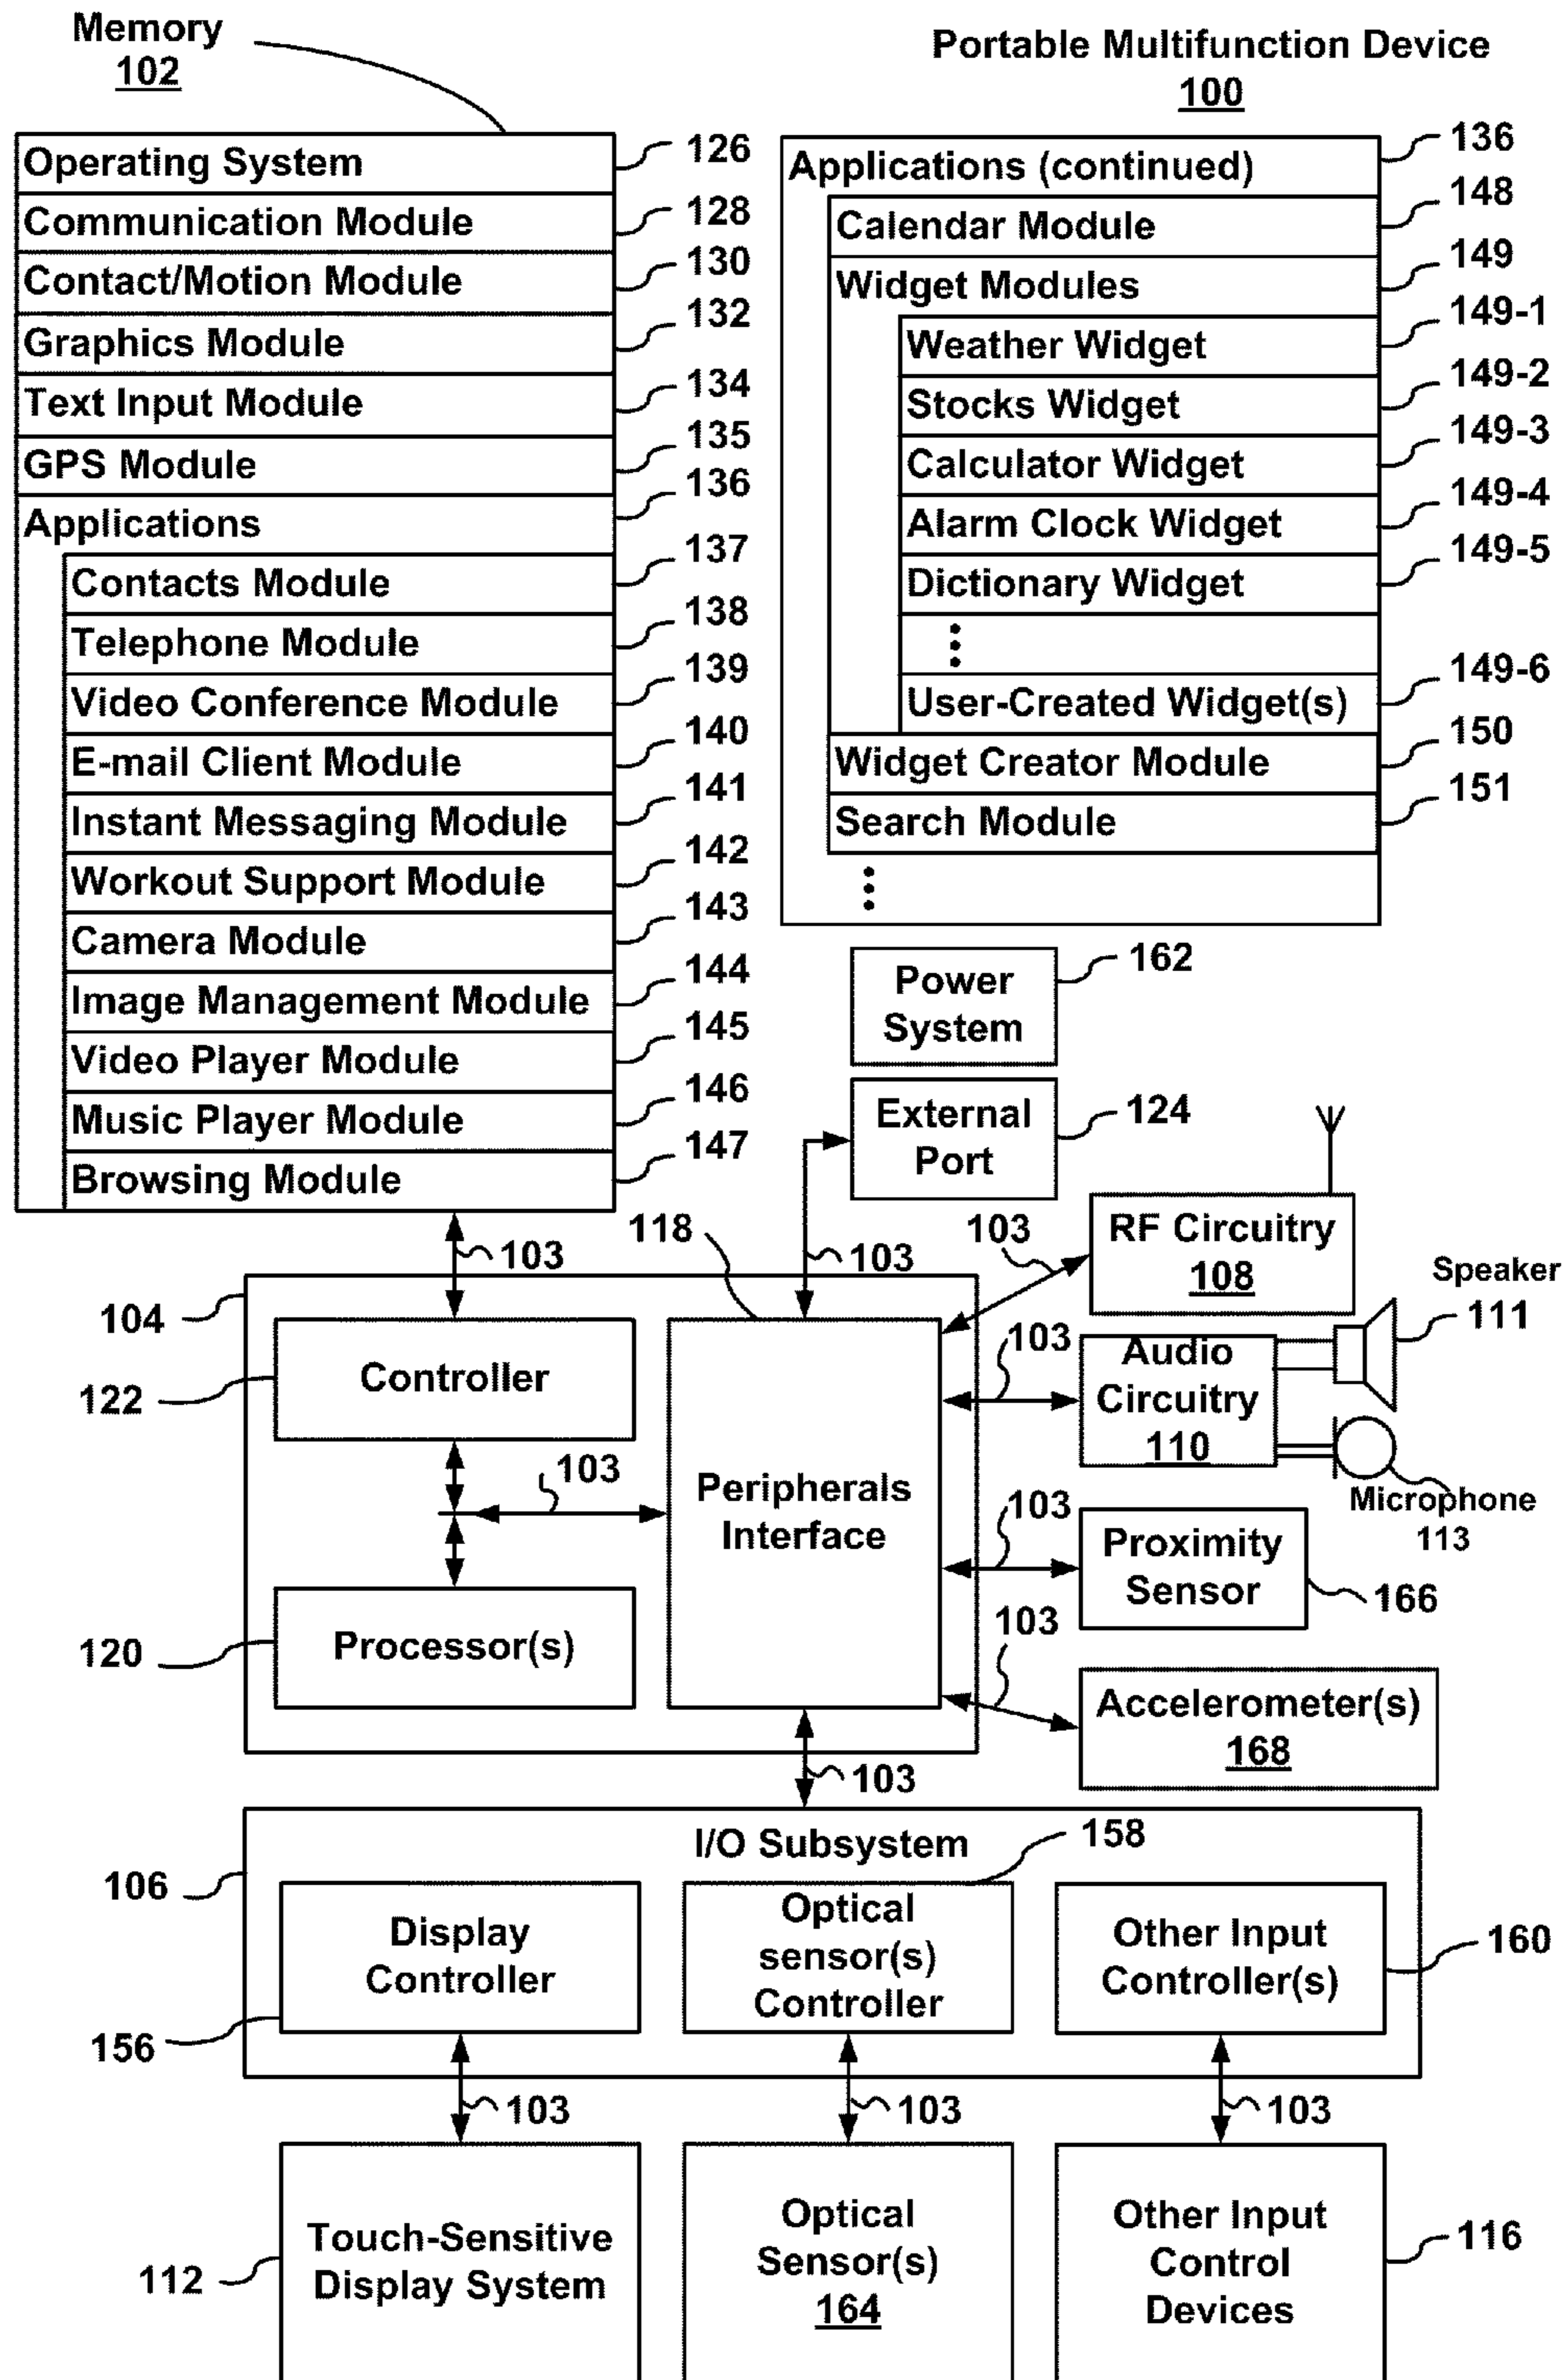 Memory
102
Portable Multifunction Device
100
Operating System
126
Communication Module
128
Contact/Motion Module
130
Graphics Module
132
Text Input Module
134
GPS Module
135
Applications
136
Contacts Module
137
Telephone Module
138
Video Conference Module
139
E-mail Client Module
140
Instant Messaging Module
141
Workout Support Module
142
Camera Module
143
Image Management Module
144
Video Player Module
145
Music Player Module
146
Browsing Module
147
Applications (continued)
136
Calendar Module
148
Widget Modules
149
Weather Widget
149-1
Stocks Widget
149-2
Calculator Widget
149-3
Alarm Clock Widget
149-4
Dictionary Widget
149-5
User-Created Widget(s)
149-6
Widget Creator Module
150
Search Module
151
Power
System
162
External
Port
124
103
118
103
103
RF Circuitry
108
Speaker
111
104
Controller
122
103
Audio
Circuitry
110
Microphone
113
103
Peripherals
Interface
103
Proximity
Sensor
166
Processor(s)
120
103
Accelerometer(s)
168
103
I/O Subsystem
158
106
Display
Controller
156
Optical
sensor(s)
Controller
Other Input
Controller(s)
160
103
103
103
Touch-Sensitive
Display System
112
Optical
Sensor(s)
164
Other Input
Control
Devices
116